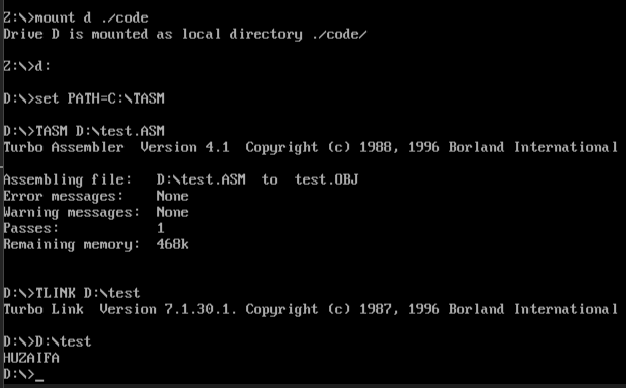 Z:\>mount d ./code
Drive D is mounted as local directory ./code/
Z:\>d:
D:\>set PATH=C:\TASM
D:\>TASM D:\test.ASM
Turbo Assembler  Version 4.1  Copyright (c) 1988, 1996 Borland International
Assembling file:   D:\test.ASM  to  test.OBJ
Error messages:    None
Warning messages:  None
Passes:            1
Remaining memory:  468k
D:\>TLINK D:\test
Turbo Link  Version 7.1.30.1. Copyright (c) 1987, 1996 Borland International
D:\>D:\test
HUZAIFA
D:\>_